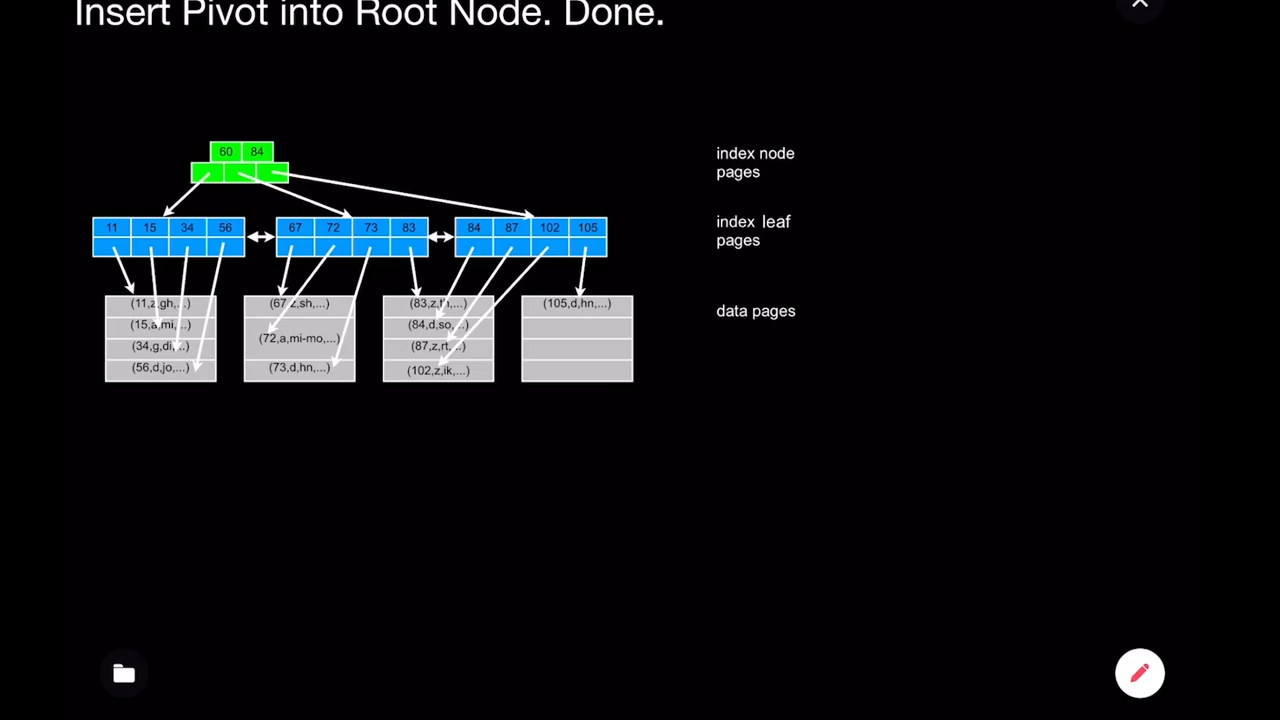 Insert Pivot into Root Node. Done.
60 84
index node
pages
11 15 34 56 67 72 73 83 84 87 102 105
index leaf
pages
(11,z,gh,...) (67,z,sh,...) (83,z,th,...) (105,d,hn,...)
data pages
(15,a,mi,...) (84,d,so,...)
(72,a,mi-mo,...)
(34,g,di,...) (87,z,rt,...)
(56,d,jo,...) (73,d,hn,...) (102,z,ik,...)